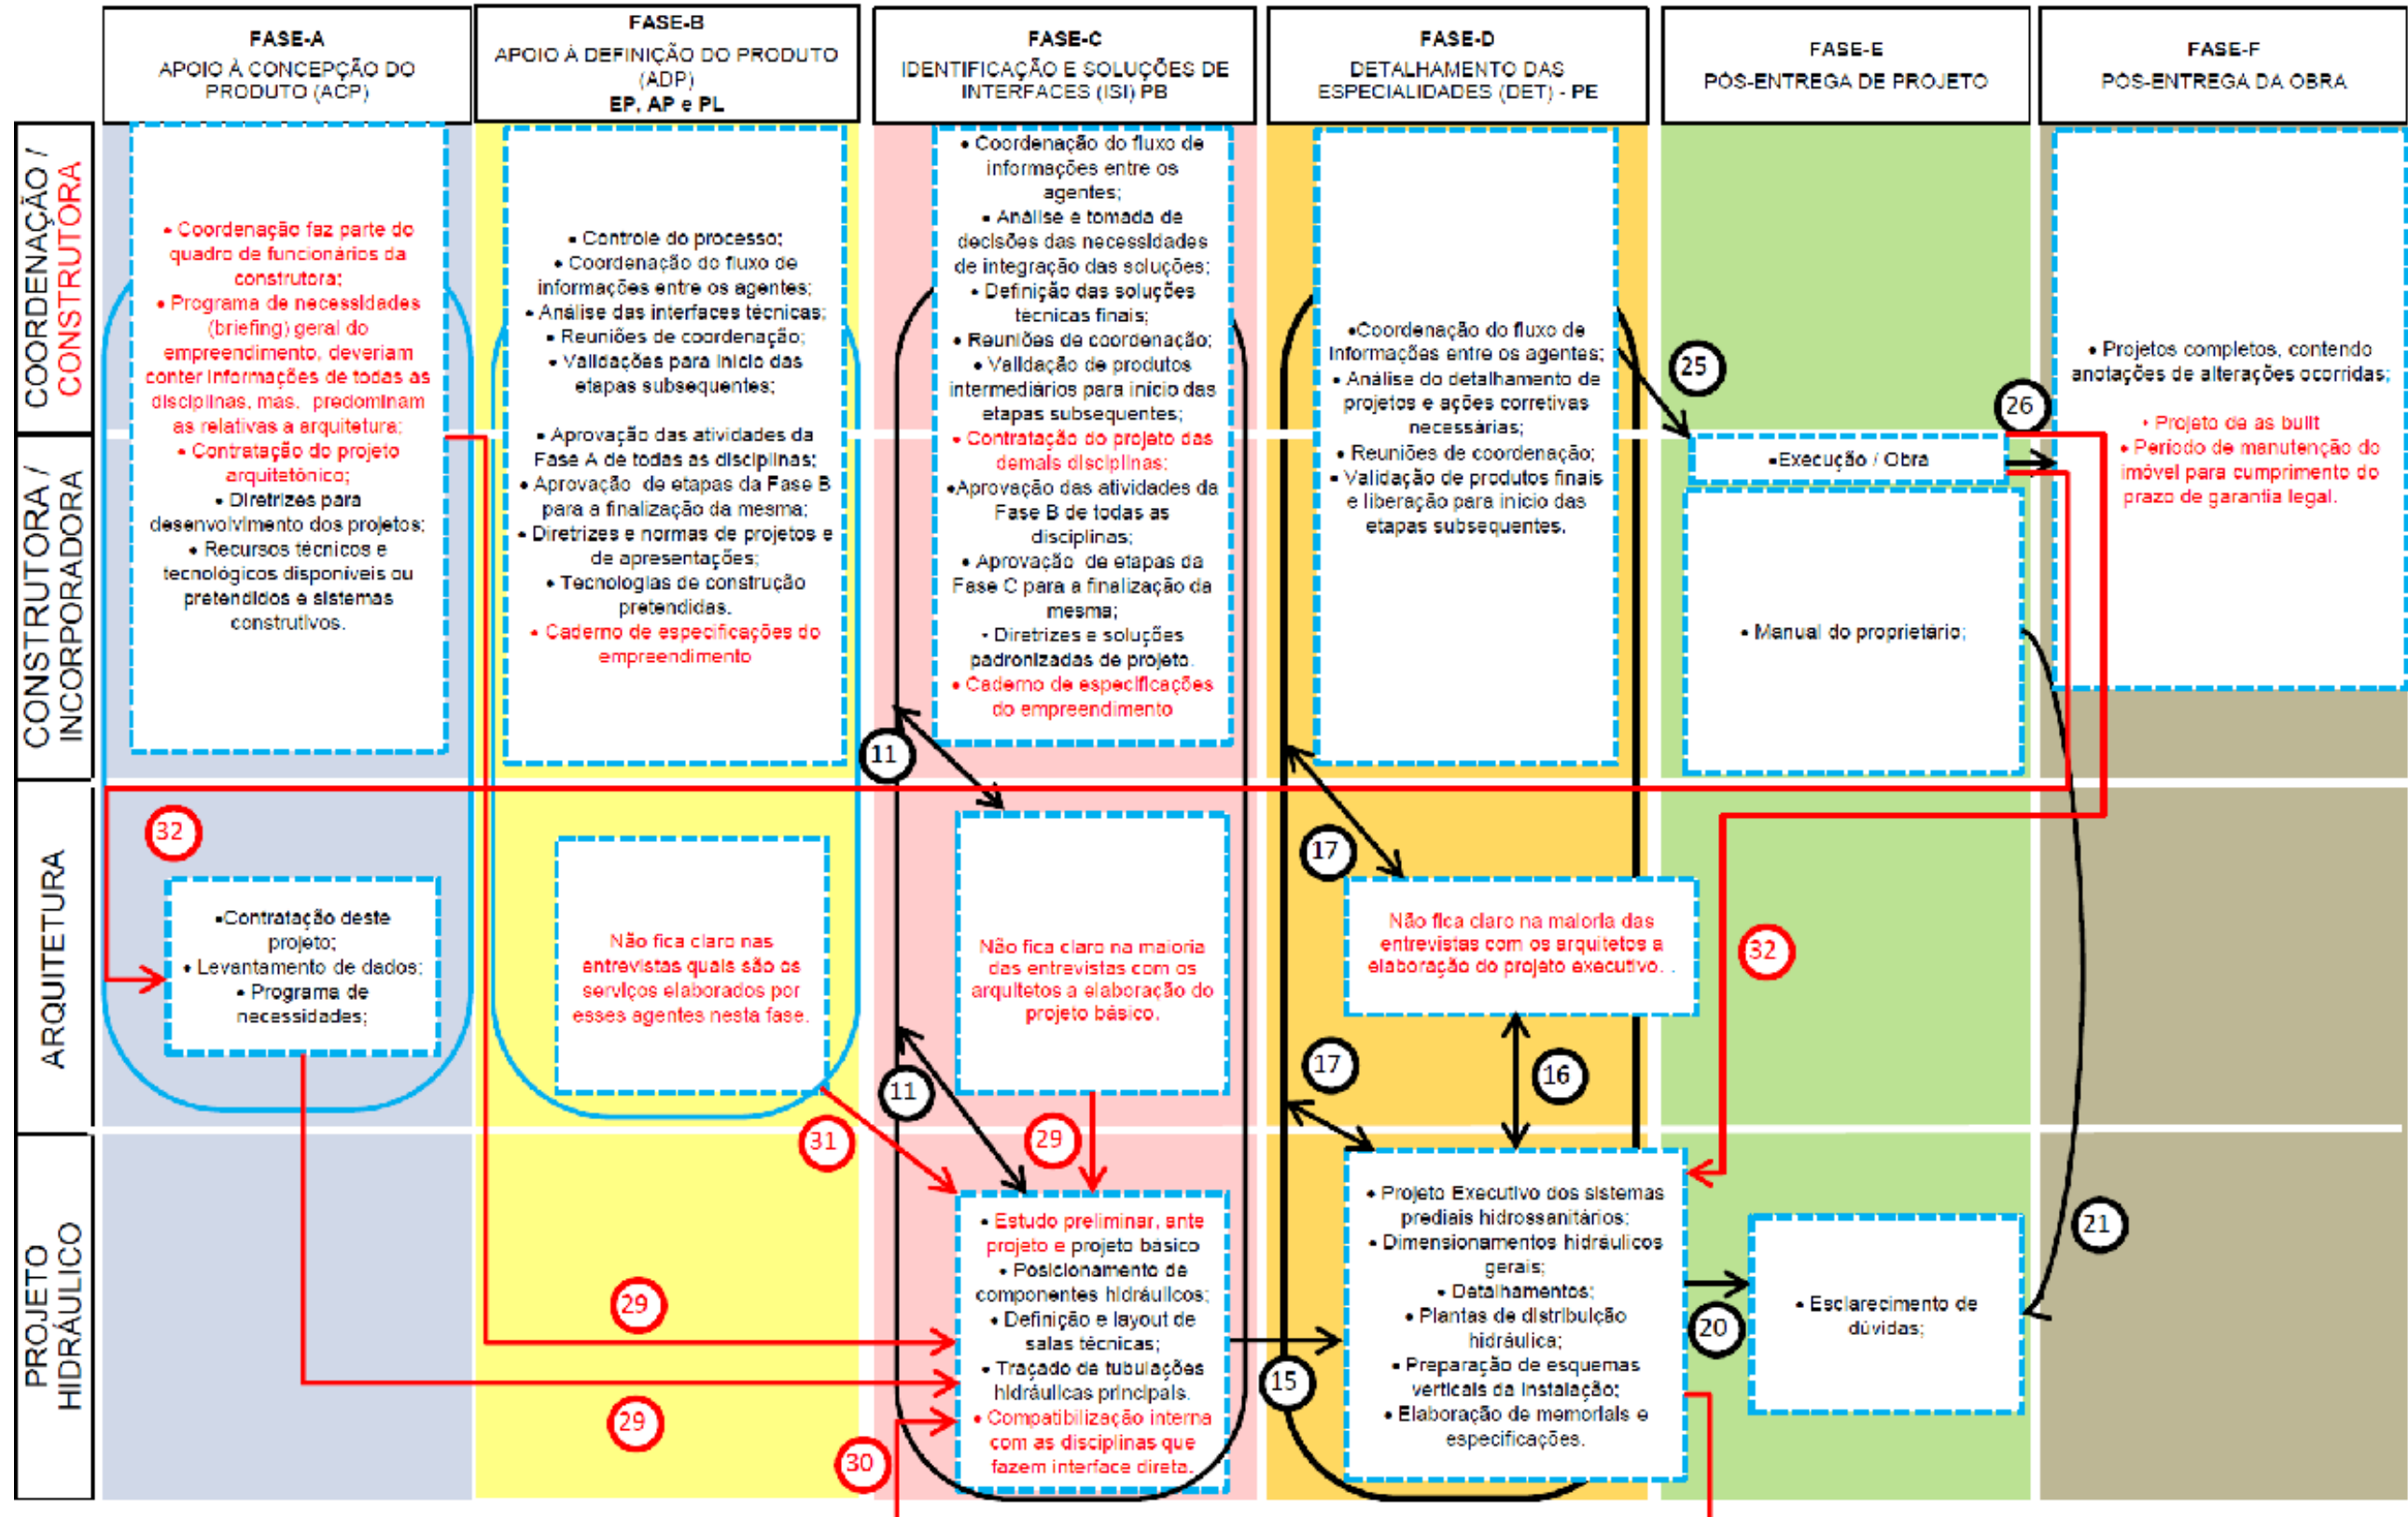 FASE-A
APOIO À CONCEPÇÃO DO
PRODUTO (ACP)
FASE-B
APOIO À DEFINIÇÃO DO PRODUTO
(ADP)
EP, AP e PL
FASE-C
IDENTIFICAÇÃO E SOLUÇÕES DE
INTERFACES (ISI) PB
FASE-D
DETALHAMENTO DAS
ESPECIALIDADES (DET) - PE
FASE-E
PÓS-ENTREGA DE PROJETO
FASE-F
PÓS-ENTREGA DA OBRA
COORDENAÇÃO /
CONSTRUTORA
CONSTRUTORA /
INCORPORADORA
• Coordenação faz parte do
quadro de funcionários da
construtora;
• Programa de necessidades
(briefing) geral do
empreendimento, deveriam
conter informações de todas as
disciplinas, mas. predominam
as relativas a arquitetura;
• Contratação do projeto
arquitetônico;
• Diretrizes para
desenvolvimento dos projetos;
• Recursos técnicos e
tecnológicos disponíveis ou
pretendidos e sistemas
construtivos.
• Controle do processo;
• Coordenação do fluxo de
informações entre os agentes;
• Análise das interfaces técnicas;
• Reuniões de coordenação;
• Validações para início das
etapas subsequentes;
• Aprovação das atividades da
Fase A de todas as disciplinas;
• Aprovação de etapas da Fase B
para a finalização da mesma;
• Diretrizes e normas de projetos e
de apresentações;
• Tecnologias de construção
pretendidas.
• Caderno de especificações do
empreendimento
• Coordenação do fluxo de
informações entre os
agentes;
• Análise e tomada de
decisões das necessidades
de integração das soluções;
• Definição das soluções
técnicas finais;
• Reuniões de coordenação;
• Validação de produtos
intermediários para início das
etapas subsequentes;
• Contratação do projeto das
demais disciplinas;
•Aprovação das atividades da
Fase B de todas as
disciplinas;
• Aprovação de etapas da
Fase C para a finalização da
mesma;
• Diretrizes e soluções
padronizadas de projeto.
• Caderno de especificações
do empreendimento
•Coordenação do fluxo de
informações entre os agentes;
• Análise do detalhamento de
projetos e ações corretivas
necessárias;
• Reuniões de coordenação;
• Validação de produtos finais
e liberação para início das
etapas subsequentes.
25
•Execução / Obra
26
• Manual do proprietário;
• Projetos completos, contendo
anotações de alterações ocorridas;
• Projeto de as built
• Período de manutenção do
imóvel para cumprimento do
prazo de garantia legal.
11
ARQUITETURA
32
•Contratação deste
projeto;
• Levantamento de dados;
• Programa de
necessidades;
Não fica claro nas
entrevistas quais são os
serviços elaborados por
esses agentes nesta fase.
Não fica claro na maioria
das entrevistas com os
arquitetos a elaboração do
projeto básico.
17
Não fica claro na maioria das
entrevistas com os arquitetos a
elaboração do projeto executivo. .
32
11
17
16
31
29
PROJETO
HIDRÁULICO
29
29
30
• Estudo preliminar, ante
projeto e projeto básico
• Posicionamento de
componentes hidráulicos;
• Definição e layout de
salas técnicas;
• Traçado de tubulações
hidráulicas principais.
• Compatibilização interna
com as disciplinas que
fazem interface direta.
15
• Projeto Executivo dos sistemas
prediais hidrossanitários;
• Dimensionamentos hidráulicos
gerais;
• Detalhamentos;
• Plantas de distribuição
hidráulica;
• Preparação de esquemas
verticais da instalação;
• Elaboração de memoriais e
especificações.
20
• Esclarecimento de
dúvidas;
21